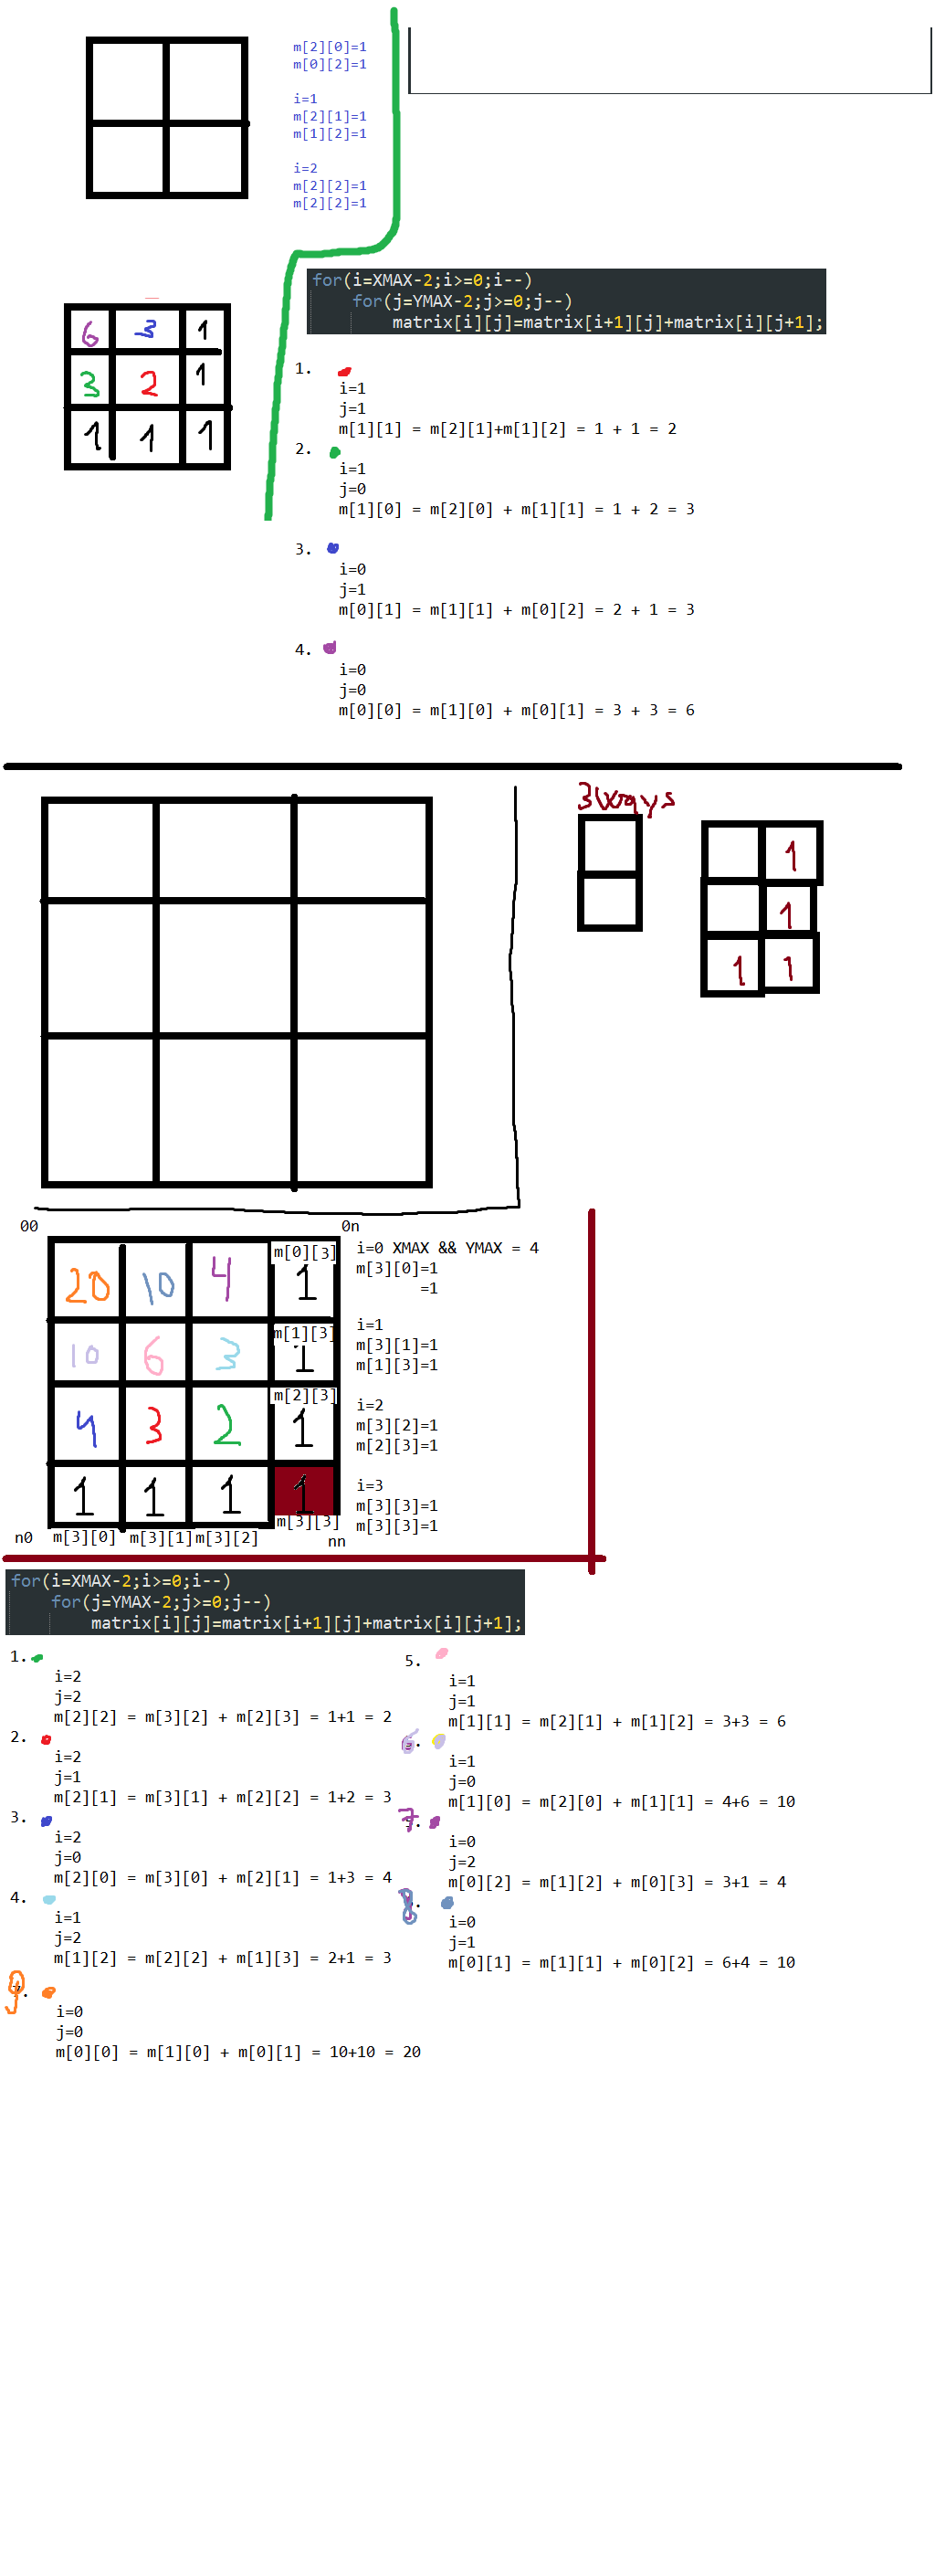 m[2][0]=1
m[0][2]=1
i=1
m[2][1]=1
m[1][2]=1
i=2
m[2][2]=1
m[2][2]=1
for(i=XMAX-2;i>=0;i--)
for(j=YMAX-2;j>=0;j--)
matrix[i][j]=matrix[i+1][j]+matrix[i][j+1];
6 3 1
3 2 1
1 1 1
1.
i=1
j=1
m[1][1] = m[2][1]+m[1][2] = 1 + 1 = 2
2.
i=1
j=0
m[1][0] = m[2][0] + m[1][1] = 1 + 2 = 3
3.
i=0
j=1
m[0][1] = m[1][1] + m[0][2] = 2 + 1 = 3
4.
i=0
j=0
m[0][0] = m[1][0] + m[0][1] = 3 + 3 = 6
3 ways
1
1
1 1
00 0n
m[0][3]
20 10 4 1
m[1][3]
10 6 3 1
m[2][3]
4 3 2 1
1 1 1 1
m[3][3]
n0 m[3][0] m[3][1] m[3][2] nn
i=0 XMAX && YMAX = 4
m[3][0]=1
=1
i=1
m[3][1]=1
m[1][3]=1
i=2
m[3][2]=1
m[2][3]=1
i=3
m[3][3]=1
m[3][3]=1
for(i=XMAX-2;i>=0;i--)
for(j=YMAX-2;j>=0;j--)
matrix[i][j]=matrix[i+1][j]+matrix[i][j+1];
1.
i=2
j=2
m[2][2] = m[3][2] + m[2][3] = 1+1 = 2
2.
i=2
j=1
m[2][1] = m[3][1] + m[2][2] = 1+2 = 3
3.
i=2
j=0
m[2][0] = m[3][0] + m[2][1] = 1+3 = 4
4.
i=1
j=2
m[1][2] = m[2][2] + m[1][3] = 2+1 = 3
5.
i=1
j=1
m[1][1] = m[2][1] + m[1][2] = 3+3 = 6
6.
i=1
j=0
m[1][0] = m[2][0] + m[1][1] = 4+6 = 10
7.
i=0
j=2
m[0][2] = m[1][2] + m[0][3] = 3+1 = 4
8.
i=0
j=1
m[0][1] = m[1][1] + m[0][2] = 6+4 = 10
9.
i=0
j=0
m[0][0] = m[1][0] + m[0][1] = 10+10 = 20